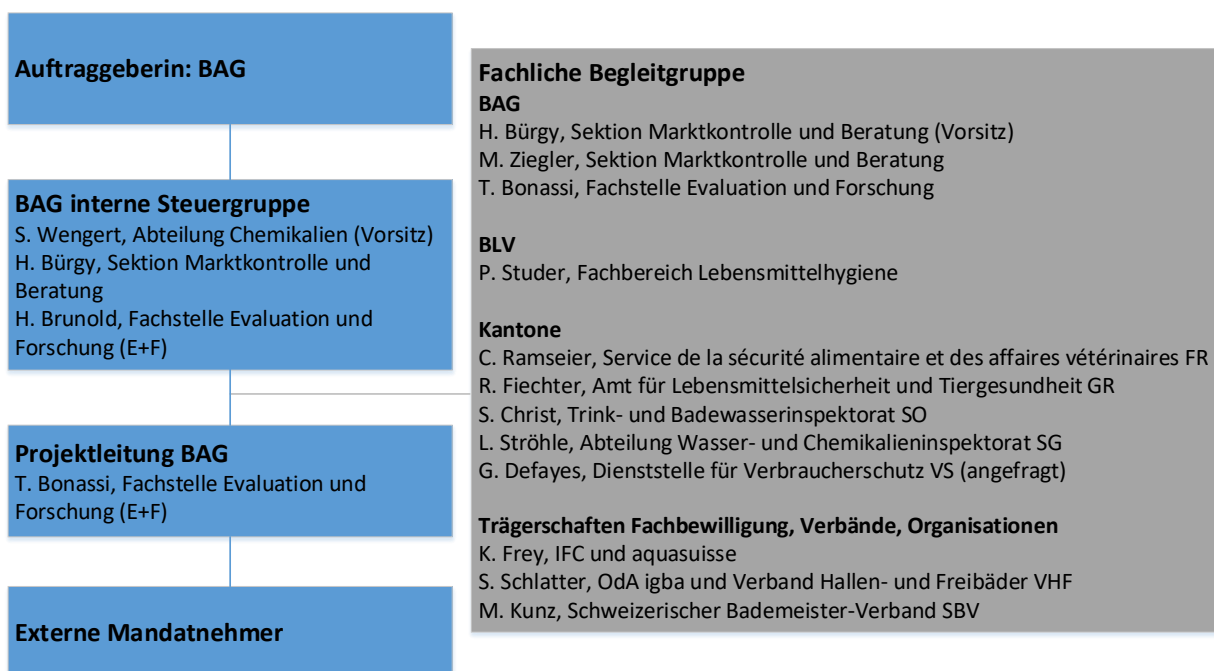 Auftraggeberin: BAG
BAG interne Steuergruppe
S. Wengert, Abteilung Chemikalien (Vorsitz)
H. Bürgy, Sektion Marktkontrolle und
Beratung
H. Brunold, Fachstelle Evaluation und
Forschung (E+F)
Projektleitung BAG
T. Bonassi, Fachstelle Evaluation und
Forschung (E+F)
Externe Mandatnehmer
Fachliche Begleitgruppe
BAG
H. Bürgy, Sektion Marktkontrolle und Beratung (Vorsitz)
M. Ziegler, Sektion Marktkontrolle und Beratung
T. Bonassi, Fachstelle Evaluation und Forschung
BLV
P. Studer, Fachbereich Lebensmittelhygiene
Kantone
C. Ramseier, Service de la sécurité alimentaire et des affaires vétérinaires FR
R. Fiechter, Amt für Lebensmittelsicherheit und Tiergesundheit GR
S. Christ, Trink- und Badewasserinspektorat SO
L. Ströhle, Abteilung Wasser- und Chemikalieninspektorat SG
G. Defayes, Dienststelle für Verbraucherschutz VS (angefragt)
Trägerschaften Fachbewilligung, Verbände, Organisationen
K. Frey, IFC und aquasuisse
S. Schlatter, OdA igba und Verband Hallen- und Freibäder VHF
M. Kunz, Schweizerischer Bademeister-Verband SBV